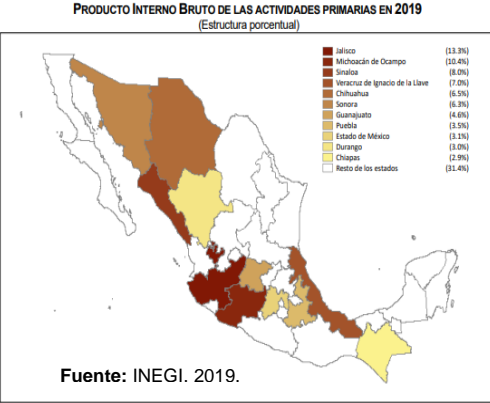 PRODUCTO INTERNO BRUTO DE LAS ACTIVIDADES PRIMARIAS EN 2019
(Estructura porcentual)
Jalisco (13.3%)
Michoacán de Ocampo (10.4%)
Sinaloa (8.0%)
Veracruz de Ignacio de la Llave (7.0%)
Chihuahua (6.5%)
Sonora (6.3%)
Guanajuato (4.6%)
Puebla (3.5%)
Estado de México (3.1%)
Durango (3.0%)
Chiapas (2.9%)
Resto de los estados (31.4%)
Fuente: INEGI. 2019.